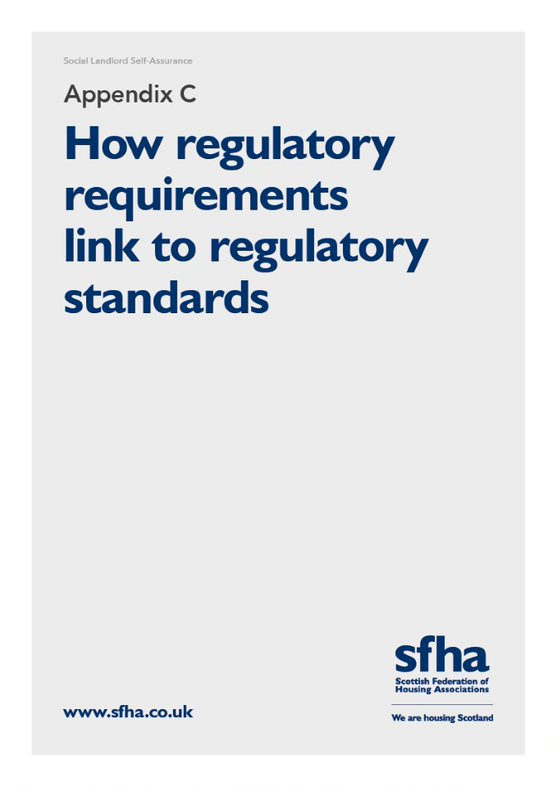 Social Landlord Self-Assurance
Appendix C
How regulatory
requirements
link to regulatory
standards
sfha
Scottish Federation of
Housing Associations
www.sfha.co.uk
We are housing Scotland